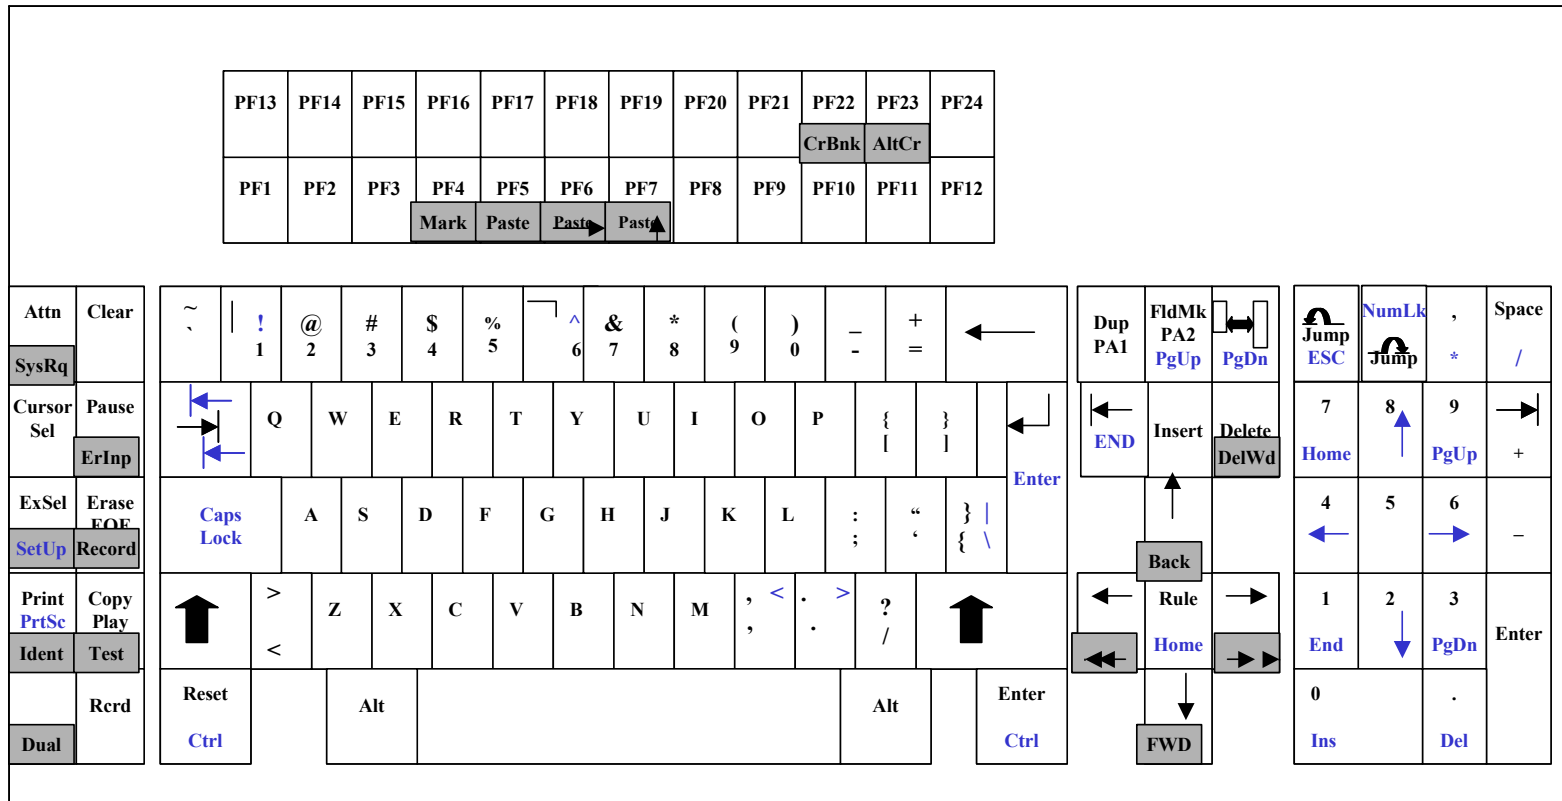 PF13 PF14 PF15 PF16 PF17 PF18 PF19 PF20 PF21 PF22 PF23 PF24
CrBnk AltCr
PF1 PF2 PF3 PF4 PF5 PF6 PF7 PF8 PF9 PF10 PF11 PF12
Mark Paste Paste Paste
Attn Clear
SysRq
~ | ! @ # $ % ¬ ^ & * ( ) _ +
` 1 2 3 4 5 6 7 8 9 0 - =
Dup FldMk
PA1 PA2
PgUp PgDn
Jump NumLk , Space
ESC Jump * /
Cursor Pause
Sel
ErInp
Q W E R T Y U I O P { }
[ ]
Enter
END Insert Delete
DelWd
7 8 9
Home PgUp +
ExSel Erase
EOF
SetUp Record
Caps
Lock
A S D F G H J K L : “ } |
; ‘ { \
Back
4 5 6 –
Print Copy
PrtSc Play
Ident Test
> Z X C V B N M , < . > ?
< , . /
Rule
Home
1 2 3
End PgDn Enter
Rcrd
Dual
Reset Alt Alt Enter
Ctrl Ctrl
FWD
0 .
Ins Del